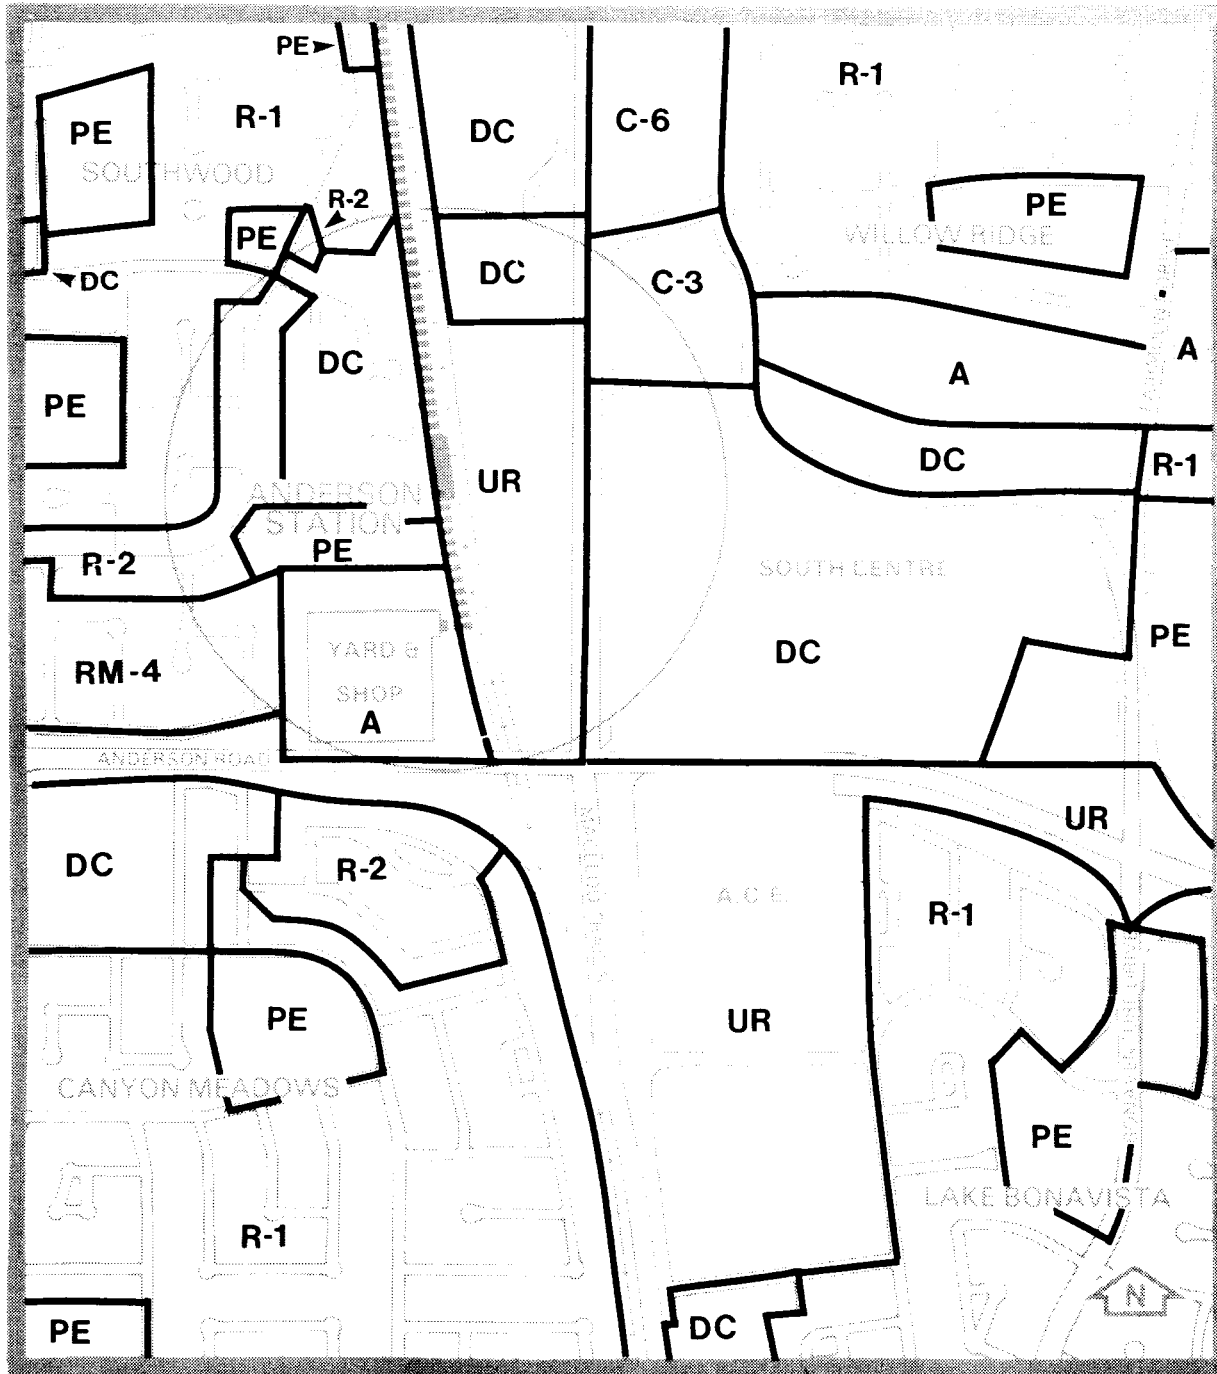 PE
R-1
R-1
PE
R-1
DC
C-6
SOUTHWOOD
R-2
PE
PE
WILLOW RIDGE
DC
DC
C-3
DC
A
A
PE
DC
R-1
UR
ANDERSON
STATION
PE
R-2
SOUTH CENTRE
PE
DC
YARD &
SHOP
RM-4
A
ANDERSON ROAD
UR
DC
R-2
A.C.E.
R-1
PE
UR
CANYON MEADOWS
PE
LAKE BONAVISTA
R-1
N
PE
DC